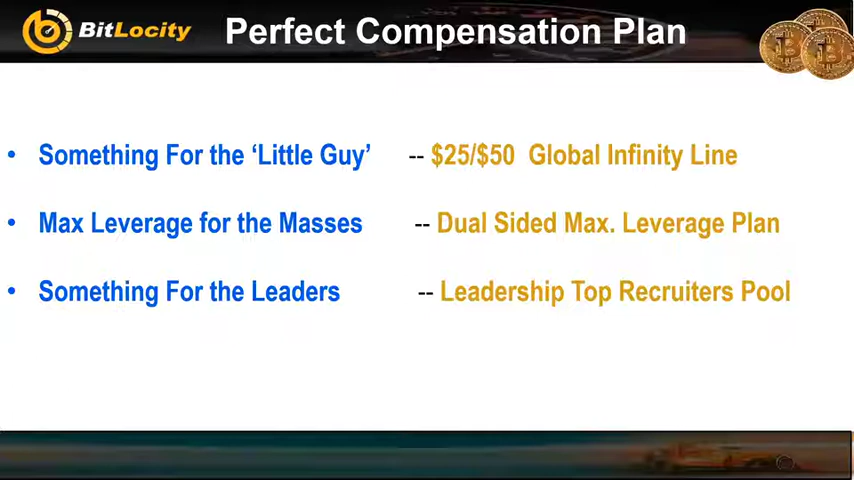 BitLocity Perfect Compensation Plan
• Something For the ‘Little Guy’ -- $25/$50 Global Infinity Line
• Max Leverage for the Masses -- Dual Sided Max. Leverage Plan
• Something For the Leaders -- Leadership Top Recruiters Pool